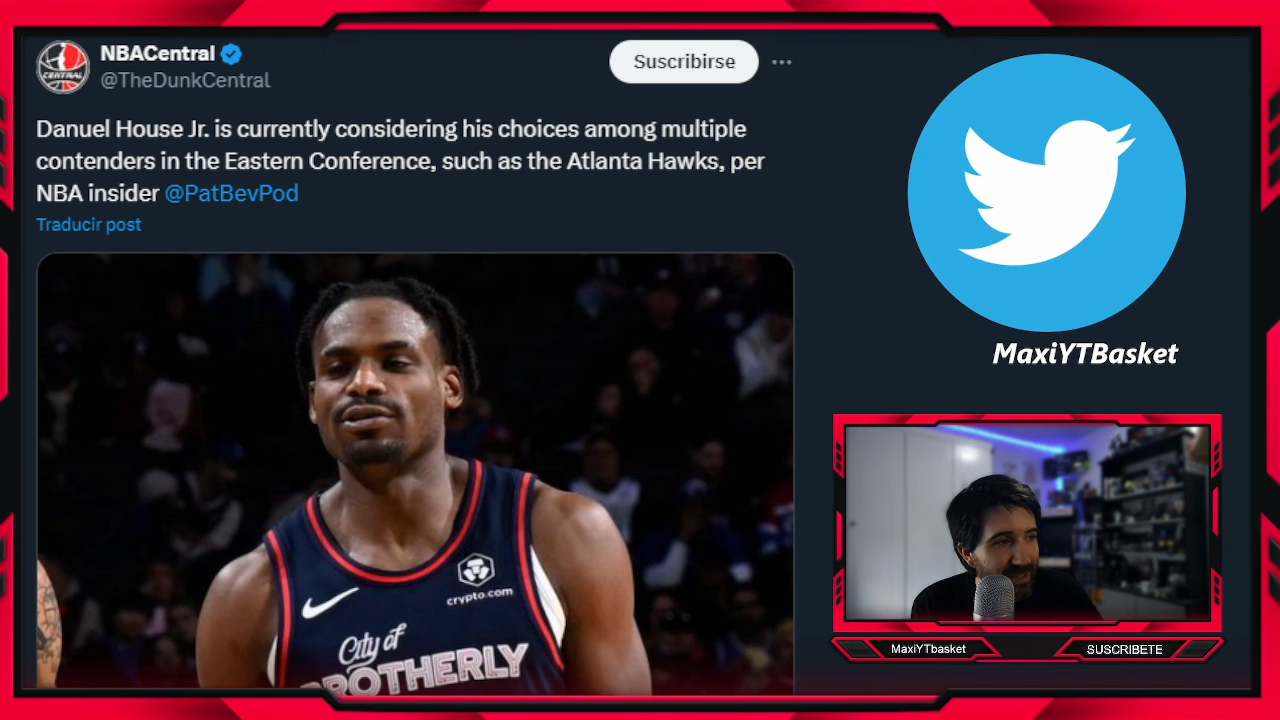 NBACentral
@TheDunkCentral
Suscribirse
Danuel House Jr. is currently considering his choices among multiple
contenders in the Eastern Conference, such as the Atlanta Hawks, per
NBA insider @PatBevPod
Traducir post
CENTRAL
crypto.com
City of
BROTHERLY
MaxiYTBasket
MaxiYTbasket
SUSCRIBETE